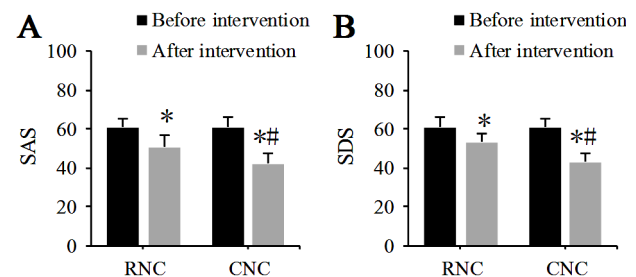 A
Before intervention
After intervention
100
80
60
40
20
0
SAS
*
*#
RNC
CNC
B
Before intervention
After intervention
100
80
60
40
20
0
SDS
*
*#
RNC
CNC